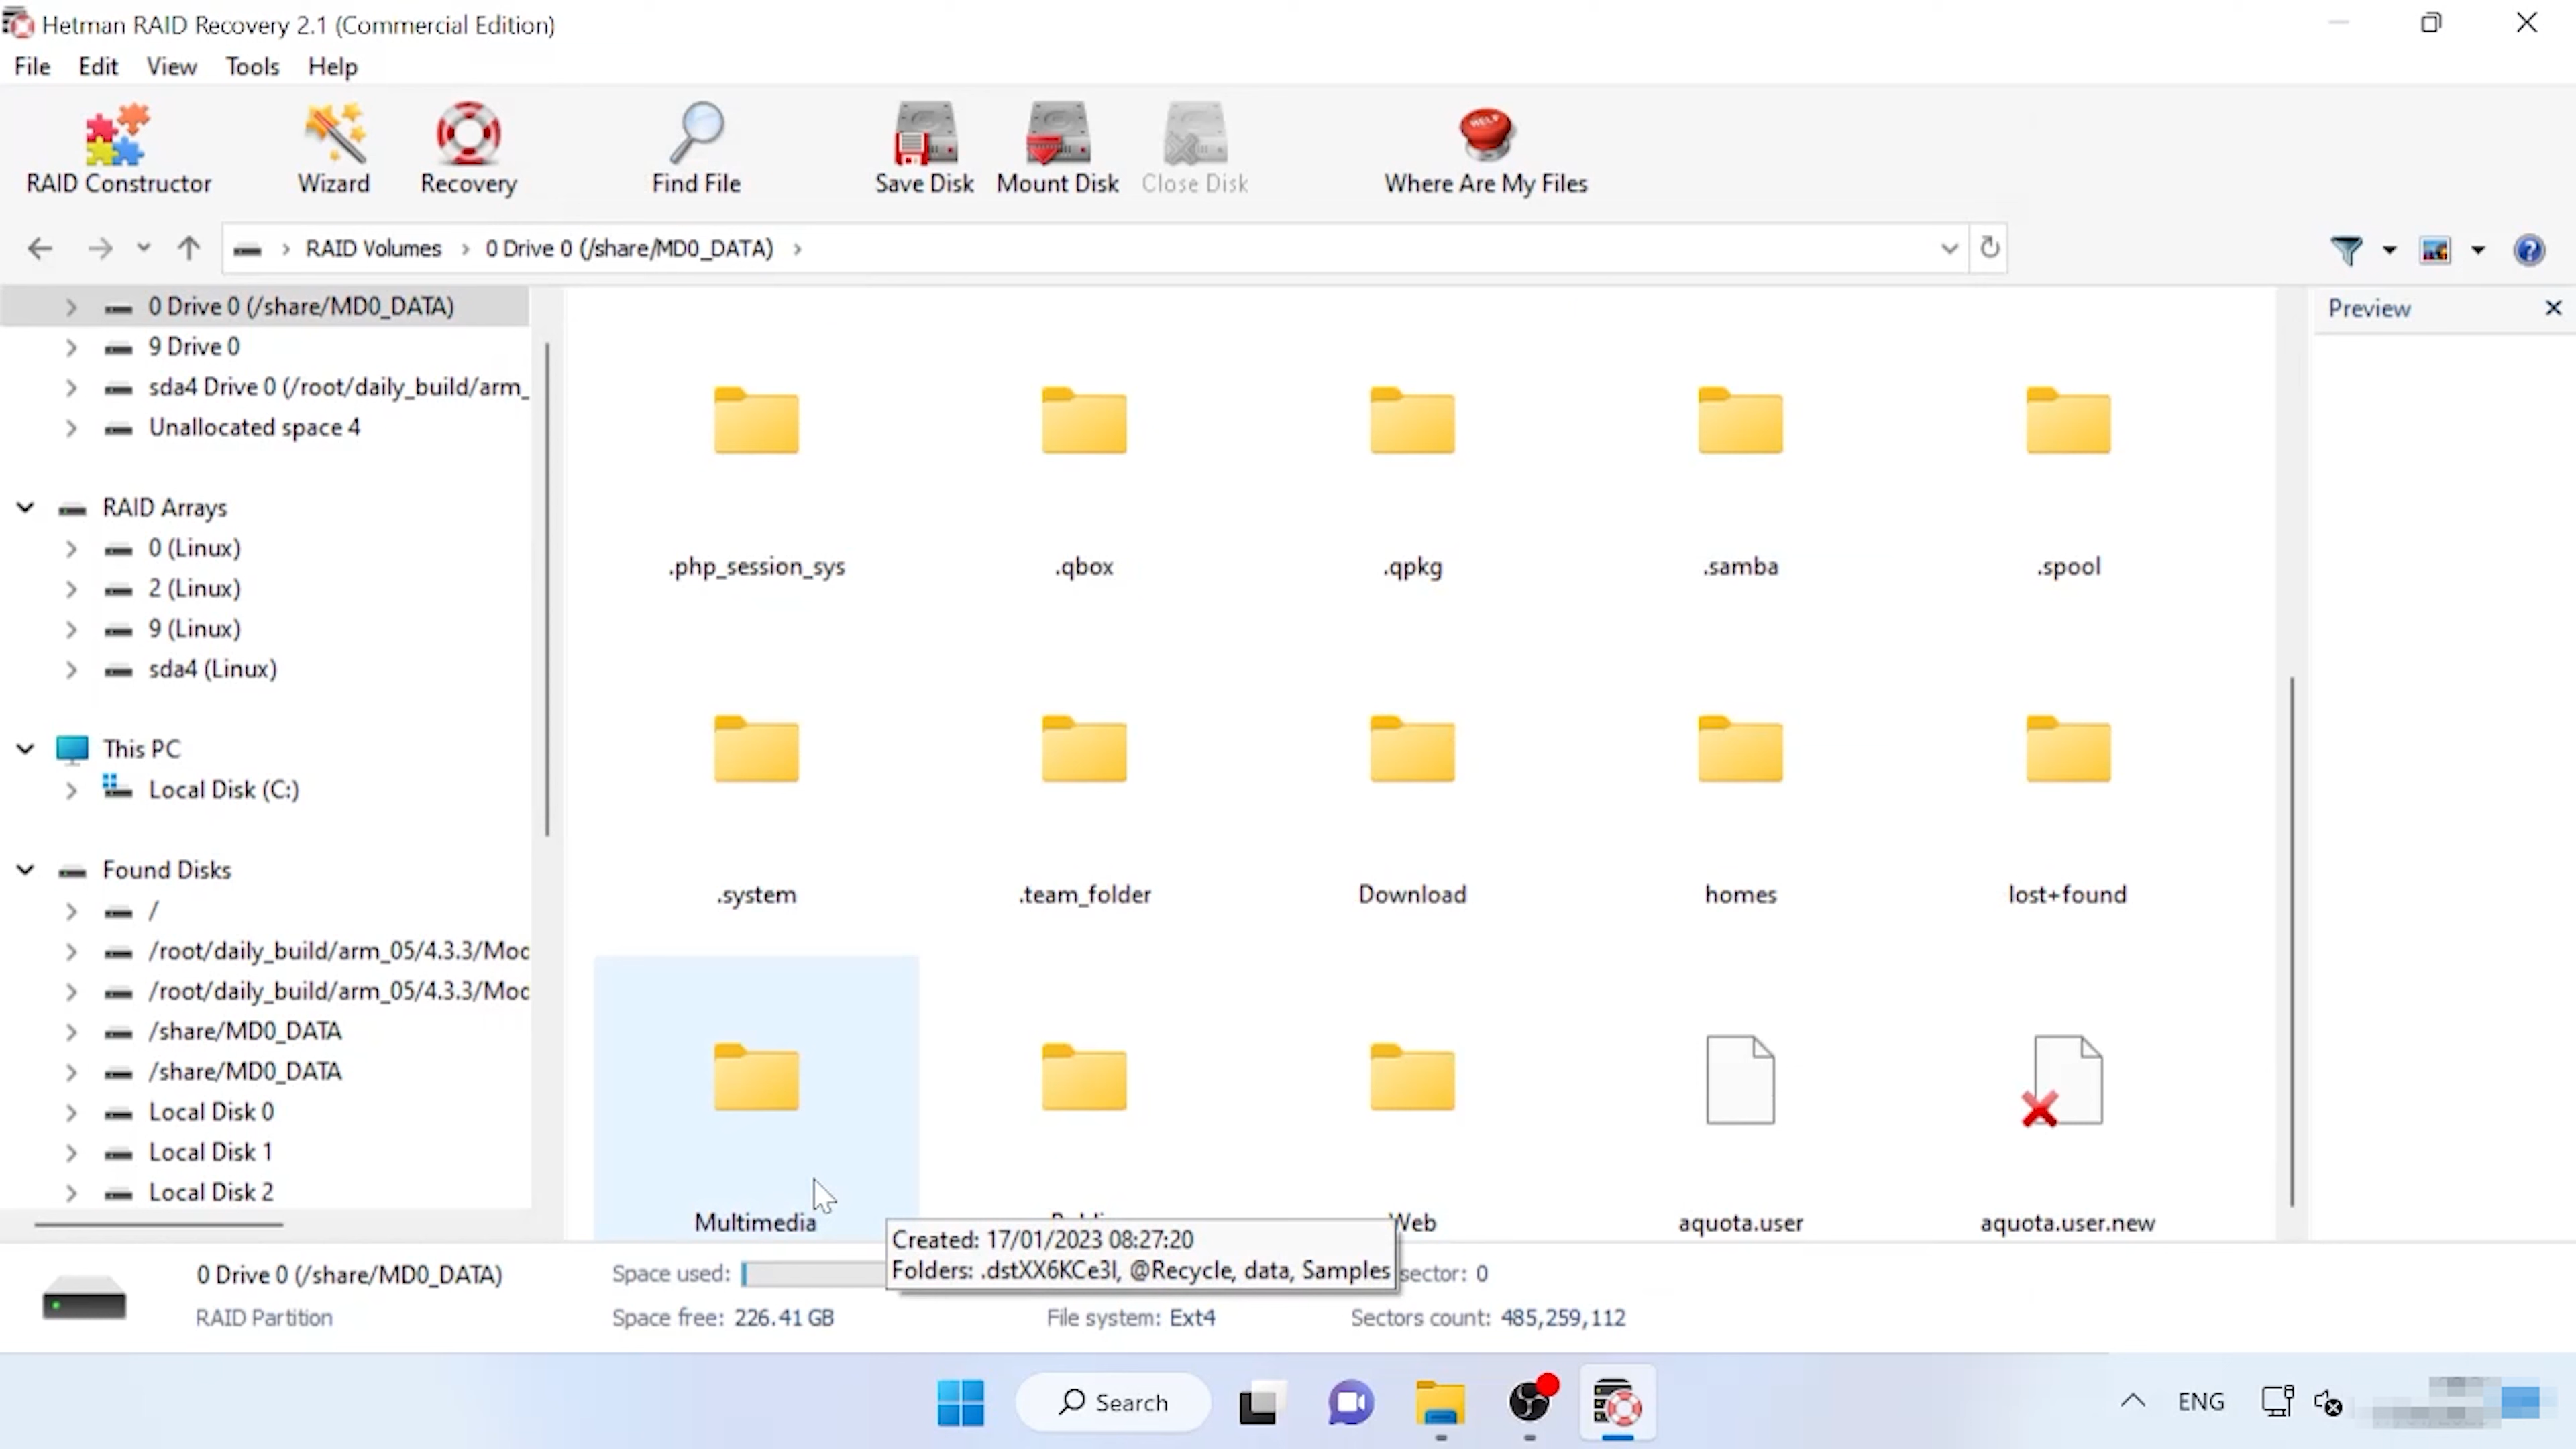 Hetman RAID Recovery 2.1 (Commercial Edition)
File Edit View Tools Help
RAID Constructor Wizard Recovery Find File Save Disk Mount Disk Close Disk HELP Where Are My Files
RAID Volumes 0 Drive 0 (/share/MD0_DATA)
0 Drive 0 (/share/MD0_DATA)
9 Drive 0
sda4 Drive 0 (/root/daily_build/arm_
Unallocated space 4
RAID Arrays
0 (Linux)
2 (Linux)
9 (Linux)
sda4 (Linux)
This PC
Local Disk (C:)
Found Disks
/
/root/daily_build/arm_05/4.3.3/Moc
/root/daily_build/arm_05/4.3.3/Moc
/share/MD0_DATA
/share/MD0_DATA
Local Disk 0
Local Disk 1
Local Disk 2
.php_session_sys .qbox .qpkg .samba .spool
.system .team_folder Download homes lost+found
Multimedia Web aquota.user aquota.user.new
Preview
Created: 17/01/2023 08:27:20
Folders: .dstXX6KCe3I, @Recycle, data, Samples
0 Drive 0 (/share/MD0_DATA) Space used: sector: 0
RAID Partition Space free: 226.41 GB File system: Ext4 Sectors count: 485,259,112
Search ENG